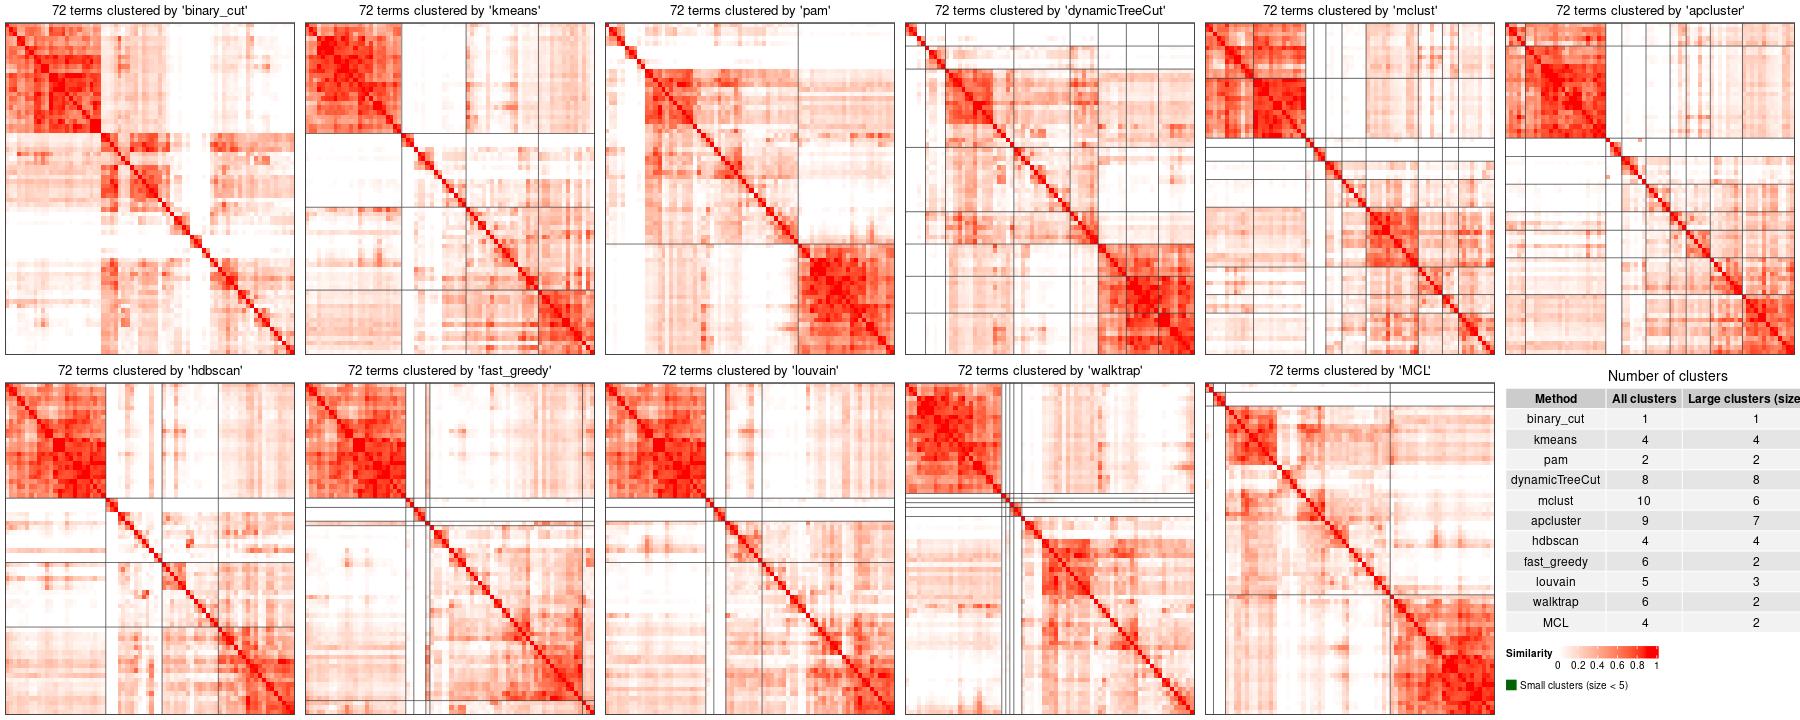 72 terms clustered by 'binary_cut'
72 terms clustered by 'kmeans'
72 terms clustered by 'pam'
72 terms clustered by 'dynamicTreeCut'
72 terms clustered by 'mclust'
72 terms clustered by 'apcluster'
72 terms clustered by 'hdbscan'
72 terms clustered by 'fast_greedy'
72 terms clustered by 'louvain'
72 terms clustered by 'walktrap'
72 terms clustered by 'MCL'
Number of clusters
Method All clusters Large clusters (size
binary_cut 1 1
kmeans 4 4
pam 2 2
dynamicTreeCut 8 8
mclust 10 6
apcluster 9 7
hdbscan 4 4
fast_greedy 6 2
louvain 5 3
walktrap 6 2
MCL 4 2
Similarity
0 0.2 0.4 0.6 0.8 1
Small clusters (size < 5)